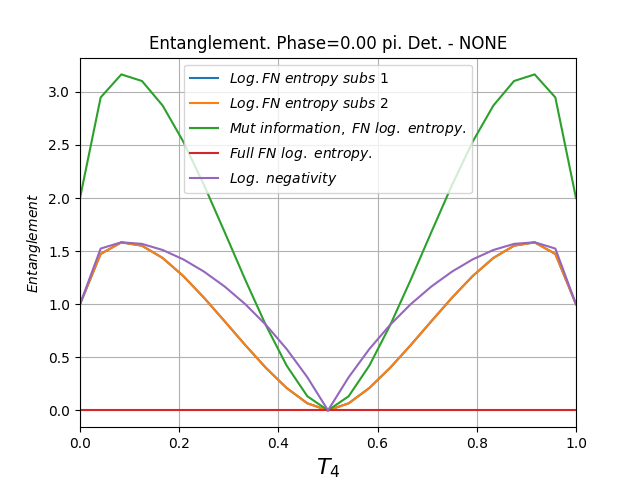 Entanglement. Phase=0.00 pi. Det. - NONE
Log. FN entropy subs 1
Log. FN entropy subs 2
Mut information, FN log. entropy.
Full FN log. entropy.
Log. negativity
Entanglement
3.0
2.5
2.0
1.5
1.0
0.5
0.0
0.0 0.2 0.4 0.6 0.8 1.0
T₄